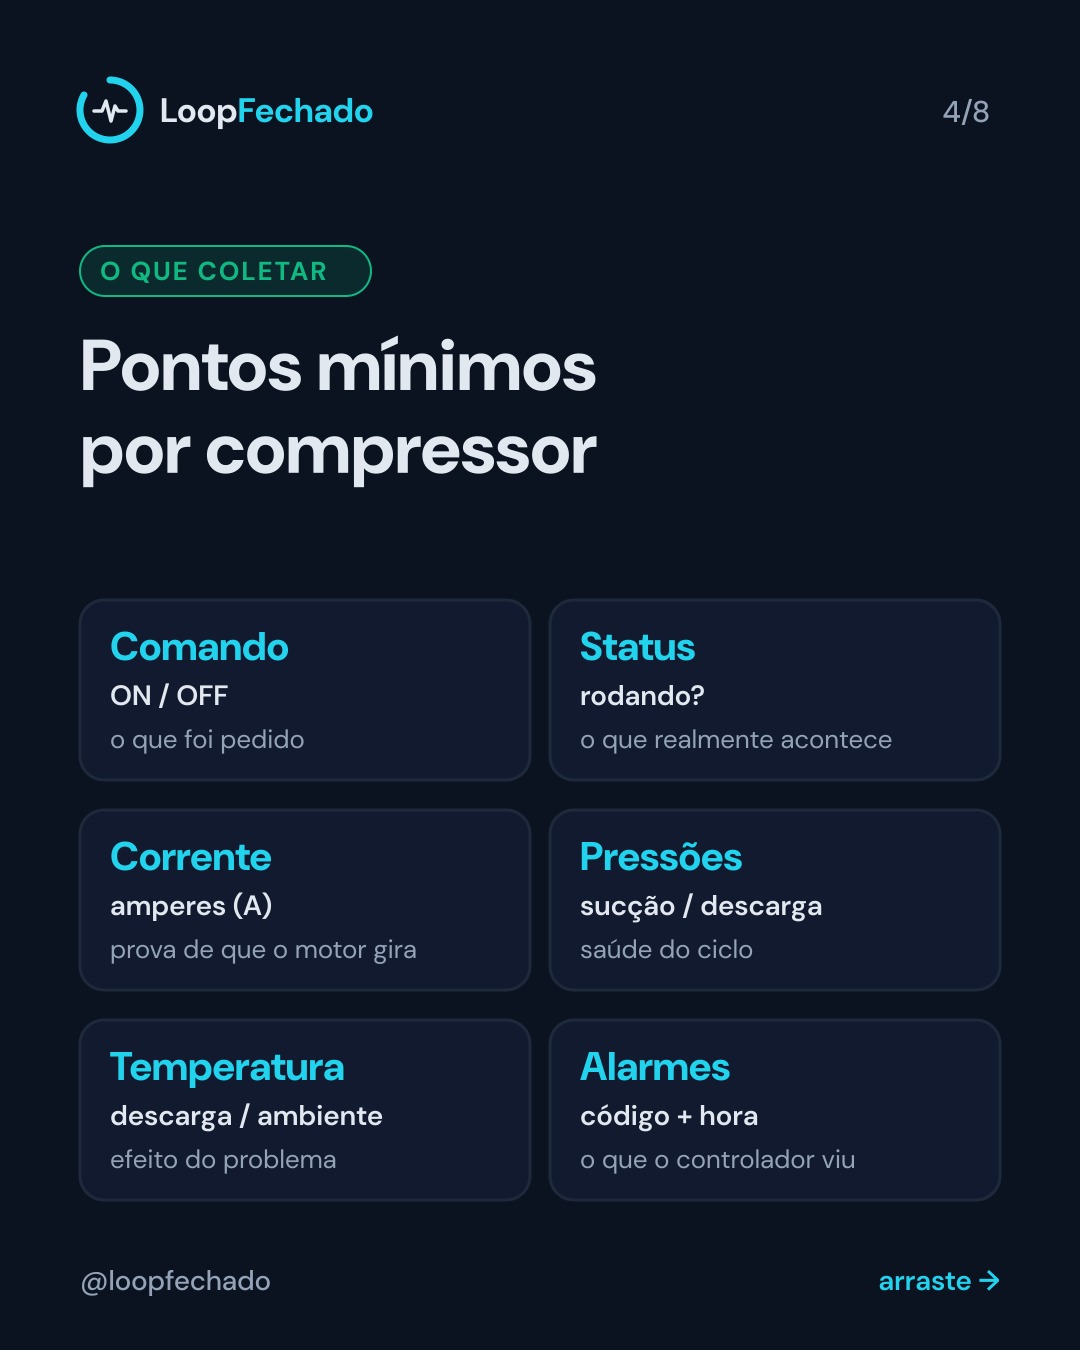 LoopFechado
4/8
O QUE COLETAR
Pontos mínimos
por compressor
Comando
ON / OFF
o que foi pedido
Status
rodando?
o que realmente acontece
Corrente
amperes (A)
prova de que o motor gira
Pressões
sucção / descarga
saúde do ciclo
Temperatura
descarga / ambiente
efeito do problema
Alarmes
código + hora
o que o controlador viu
@loopfechado
arraste →